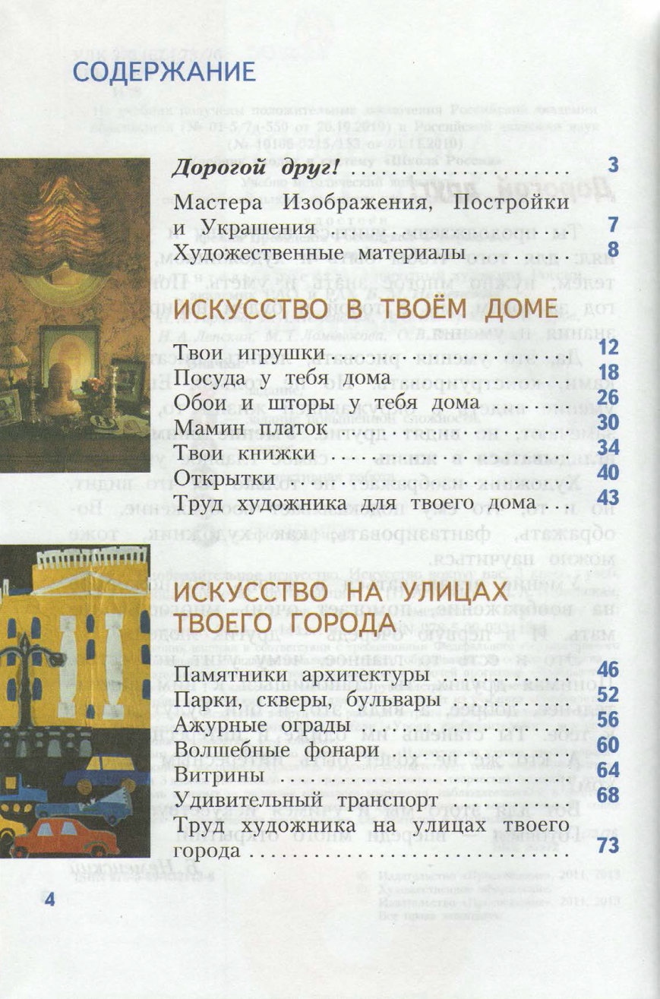 СОДЕРЖАНИЕ
Дорогой друг! ..................... 3
Мастера Изображения, Постройки
и Украшения ...................... 7
Художественные материалы ......... 8
ИСКУССТВО В ТВОЁМ ДОМЕ
Твои игрушки ..................... 12
Посуда у тебя дома ............... 18
Обои и шторы у тебя дома ....... 26
Мамин платок ..................... 30
Твои книжки ...................... 34
Открытки ......................... 40
Труд художника для твоего дома ... 43
ИСКУССТВО НА УЛИЦАХ
ТВОЕГО ГОРОДА
Памятники архитектуры ........... 46
Парки, скверы, бульвары ......... 52
Ажурные ограды ................... 56
Волшебные фонари ................ 60
Витрины .......................... 64
Удивительный транспорт .......... 68
Труд художника на улицах твоего
города ............................ 73
4